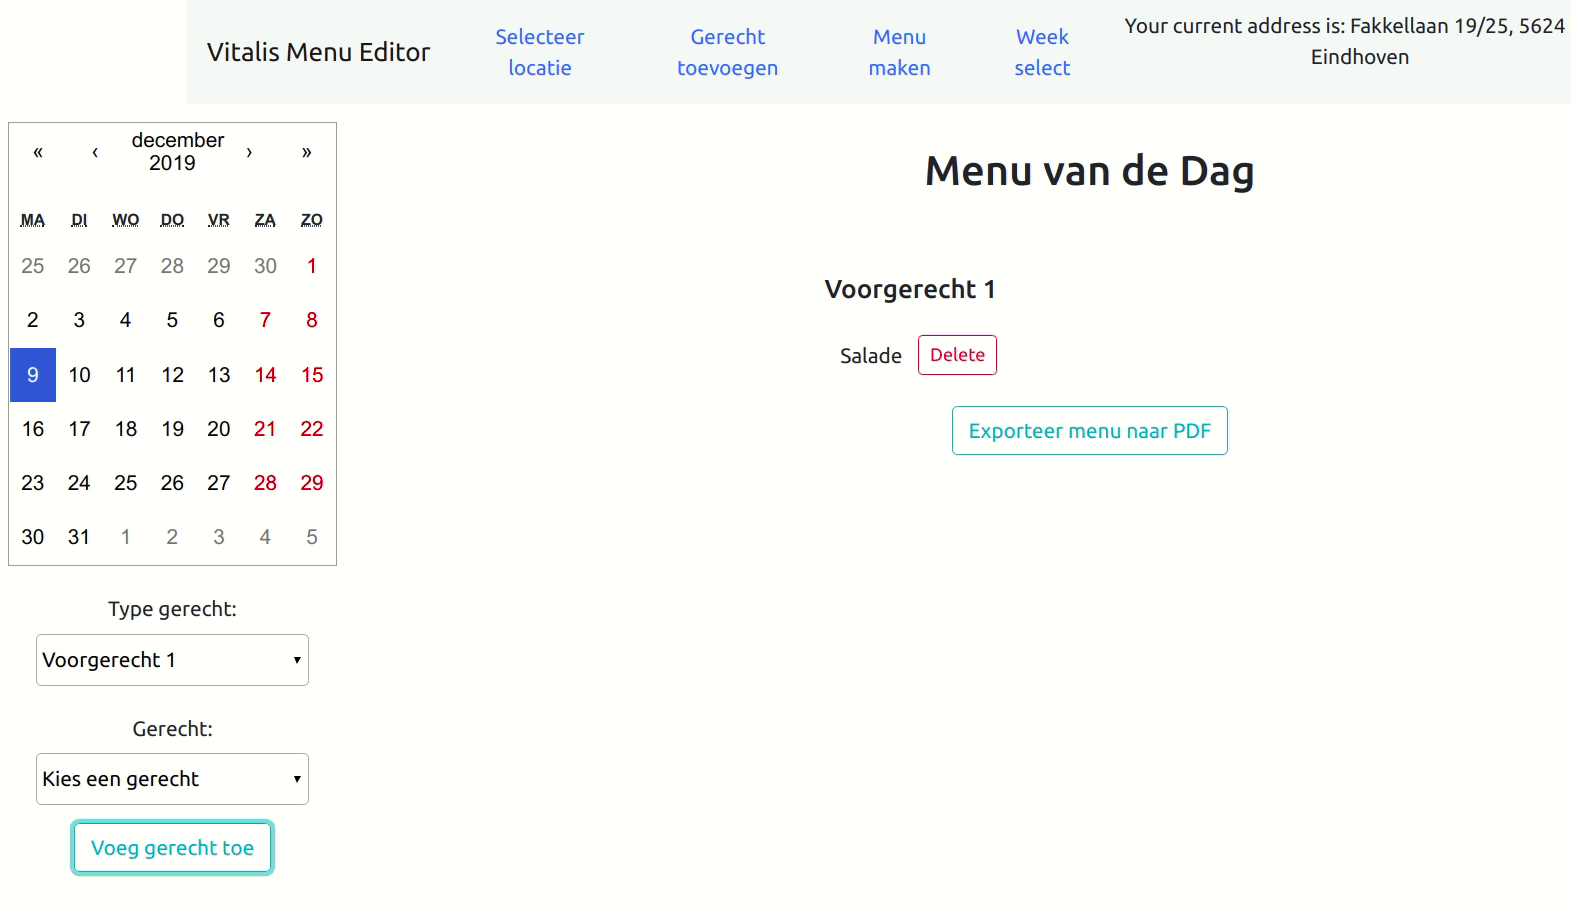 Vitalis Menu Editor
Selecteer
locatie
Gerecht
toevoegen
Menu
maken
Week
select
Your current address is: Fakkellaan 19/25, 5624
Eindhoven
« ‹ december
2019 › »
MA DI WO DO VR ZA ZO
25 26 27 28 29 30 1
2 3 4 5 6 7 8
9 10 11 12 13 14 15
16 17 18 19 20 21 22
23 24 25 26 27 28 29
30 31 1 2 3 4 5
Type gerecht:
Voorgerecht 1
Gerecht:
Kies een gerecht
Voeg gerecht toe
Menu van de Dag
Voorgerecht 1
Salade Delete
Exporteer menu naar PDF